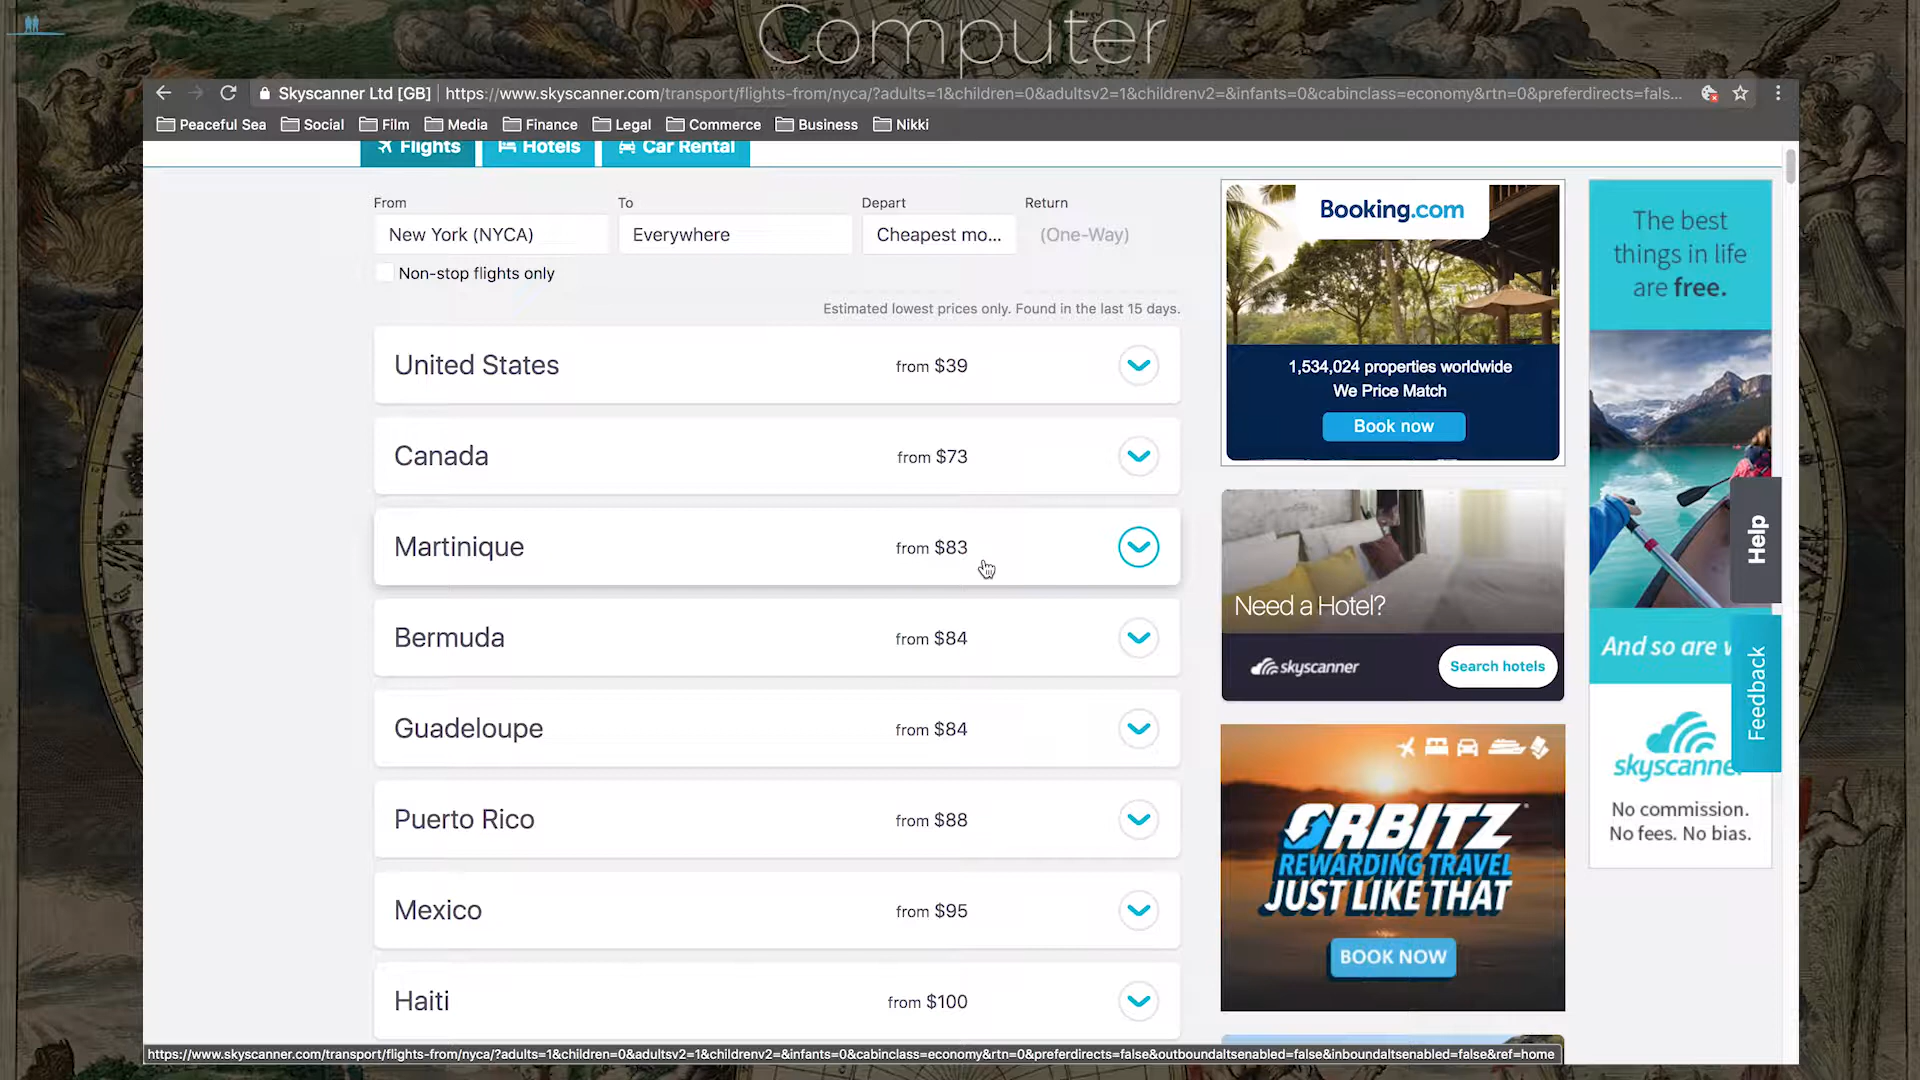 Computer
Skyscanner Ltd [GB] | https://www.skyscanner.com/transport/flights-from/nyca/?adults=1&children=0&adultsv2=1&childrenv2=&infants=0&cabinclass=economy&rtn=0&preferdirects=fals...
Peaceful Sea Social Film Media Finance Legal Commerce Business Nikki
Flights Hotels Car Rental
From To Depart Return
New York (NYCA) Everywhere Cheapest mo... (One-Way)
Non-stop flights only
Estimated lowest prices only. Found in the last 15 days.
United States from $39
Canada from $73
Martinique from $83
Bermuda from $84
Guadeloupe from $84
Puerto Rico from $88
Mexico from $95
Haiti from $100
Booking.com
1,534,024 properties worldwide
We Price Match
Book now
Need a Hotel?
skyscanner Search hotels
ORBITZ
REWARDING TRAVEL
JUST LIKE THAT
BOOK NOW
The best
things in life
are free.
Help
And so are w
Feedback
skyscanne
No commission.
No fees. No bias.
https://www.skyscanner.com/transport/flights-from/nyca/?adults=1&children=0&adultsv2=1&childrenv2=&infants=0&cabinclass=economy&rtn=0&preferdirects=false&outboundaltsenabled=false&inboundaltsenabled=false&ref=home